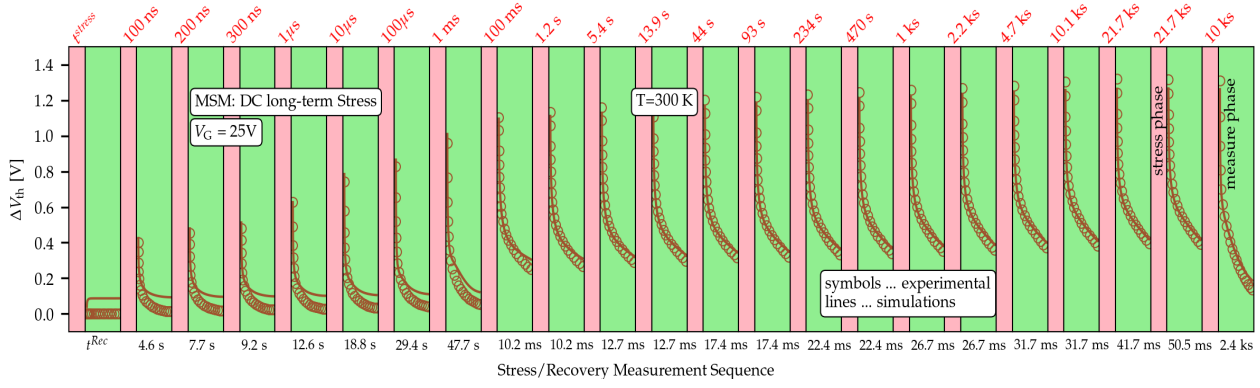 t^stress 100 ns 200 ns 300 ns 1μs 10μs 100μs 1 ms 100 ms 1.2 s 5.4 s 13.9 s 44 s 93 s 234 s 470 s 1 ks 2.2 ks 4.7 ks 10.1 ks 21.7 ks 21.7 ks 10 ks
1.4
1.2
1.0
0.8
0.6
0.4
0.2
0.0
ΔV_th [V]
MSM: DC long-term Stress
V_G = 25V
T=300 K
stress phase
measure phase
symbols ... experimental
lines ... simulations
t^Rec 4.6 s 7.7 s 9.2 s 12.6 s 18.8 s 29.4 s 47.7 s 10.2 ms 10.2 ms 12.7 ms 12.7 ms 17.4 ms 17.4 ms 22.4 ms 22.4 ms 26.7 ms 26.7 ms 31.7 ms 31.7 ms 41.7 ms 50.5 ms 2.4 ks
Stress/Recovery Measurement Sequence